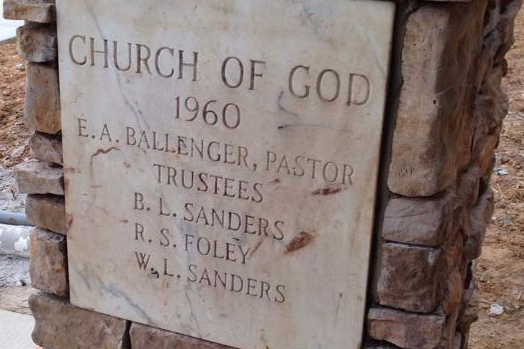 CHURCH OF GOD
1960
E. A. BALLENGER, PASTOR
TRUSTEES
B. L. SANDERS
R. S. FOLEY
W. L. SANDERS